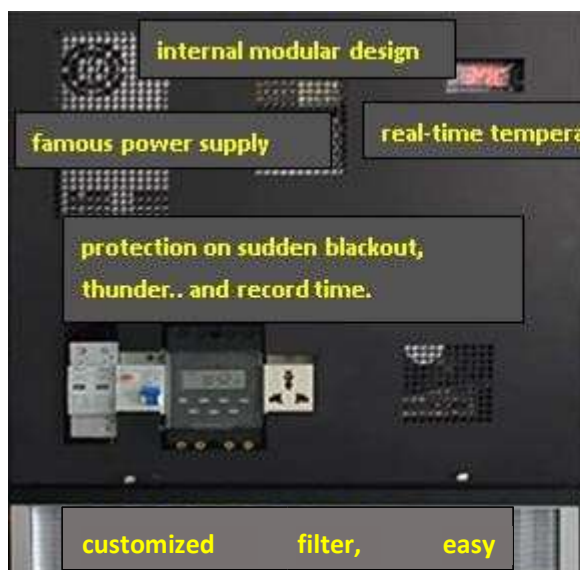 internal modular design
famous power supply
real-time tempera
protection on sudden blackout,
thunder.. and record time.
customized filter, easy